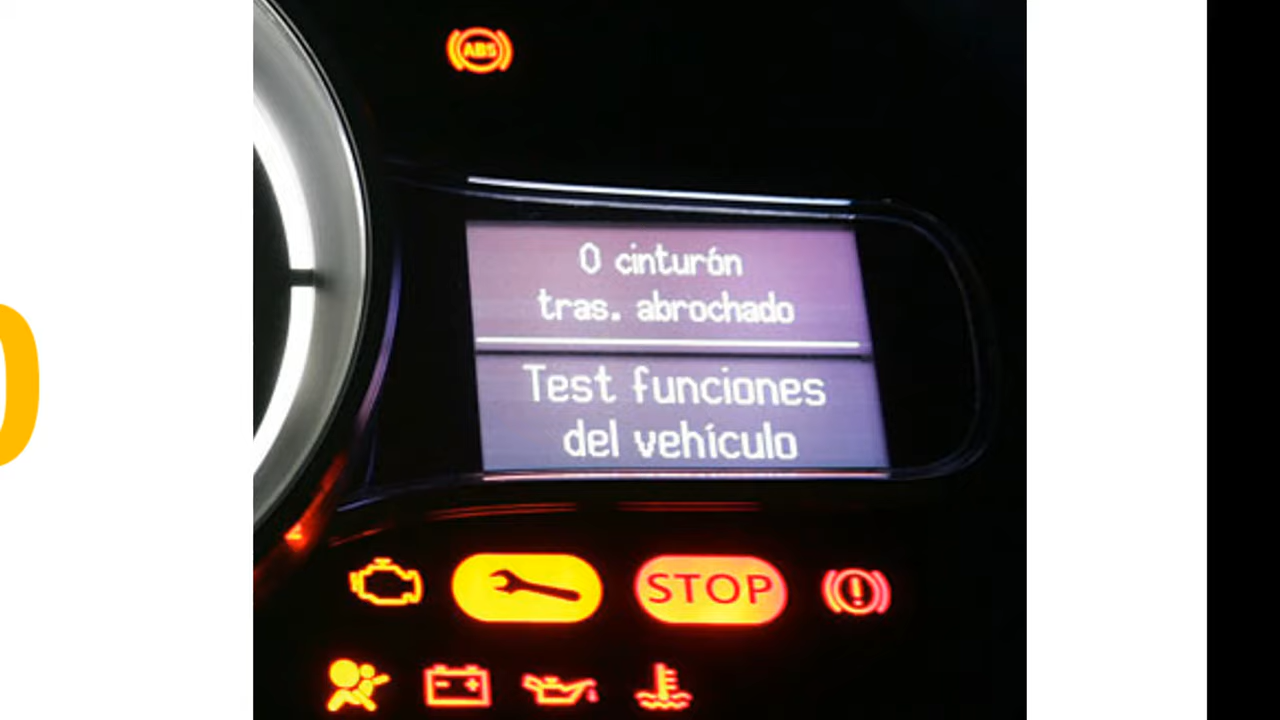 ABS
0 cinturón
tras. abrochado
Test funciones
del vehículo
STOP